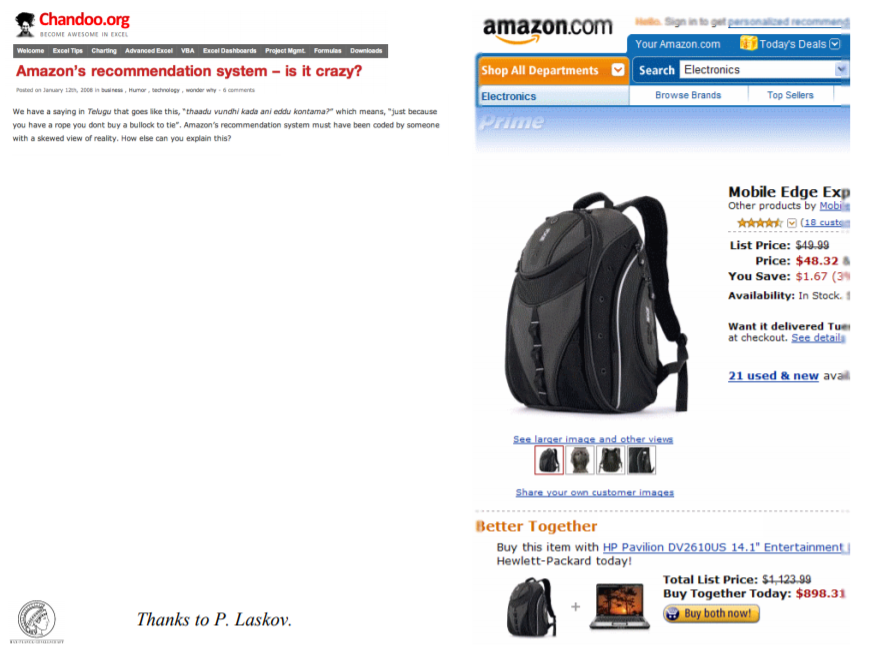 Chandoo.org
BECOME AWESOME IN EXCEL
Welcome Excel Tips Charting Advanced Excel VBA Excel Dashboards Project Mgmt. Formulas Downloads
Amazon's recommendation system – is it crazy?
Posted on January 12th, 2008 in business , Humor , technology , wonder why - 6 comments
We have a saying in Telugu that goes like this, "thaadu vundhi kada ani eddu kontama?" which means, "just because
you have a rope you dont buy a bullock to tie". Amazon's recommendation system must have been coded by someone
with a skewed view of reality. How else can you explain this?
Thanks to P. Laskov.
amazon.com
Hello. Sign in to get personalized recommend
Your Amazon.com Today's Deals
Shop All Departments Search Electronics
Electronics Browse Brands Top Sellers
Prime
Mobile Edge Exp
Other products by Mobile
(18 custo
List Price: $49.99
Price: $48.32 &
You Save: $1.67 (3%
Availability: In Stock.
Want it delivered Tue
at checkout. See details
21 used & new avai
See larger image and other views
Share your own customer images
Better Together
Buy this item with HP Pavilion DV2610US 14.1" Entertainment
Hewlett-Packard today!
Total List Price: $1,123.99
Buy Together Today: $898.31
+ Buy both now!